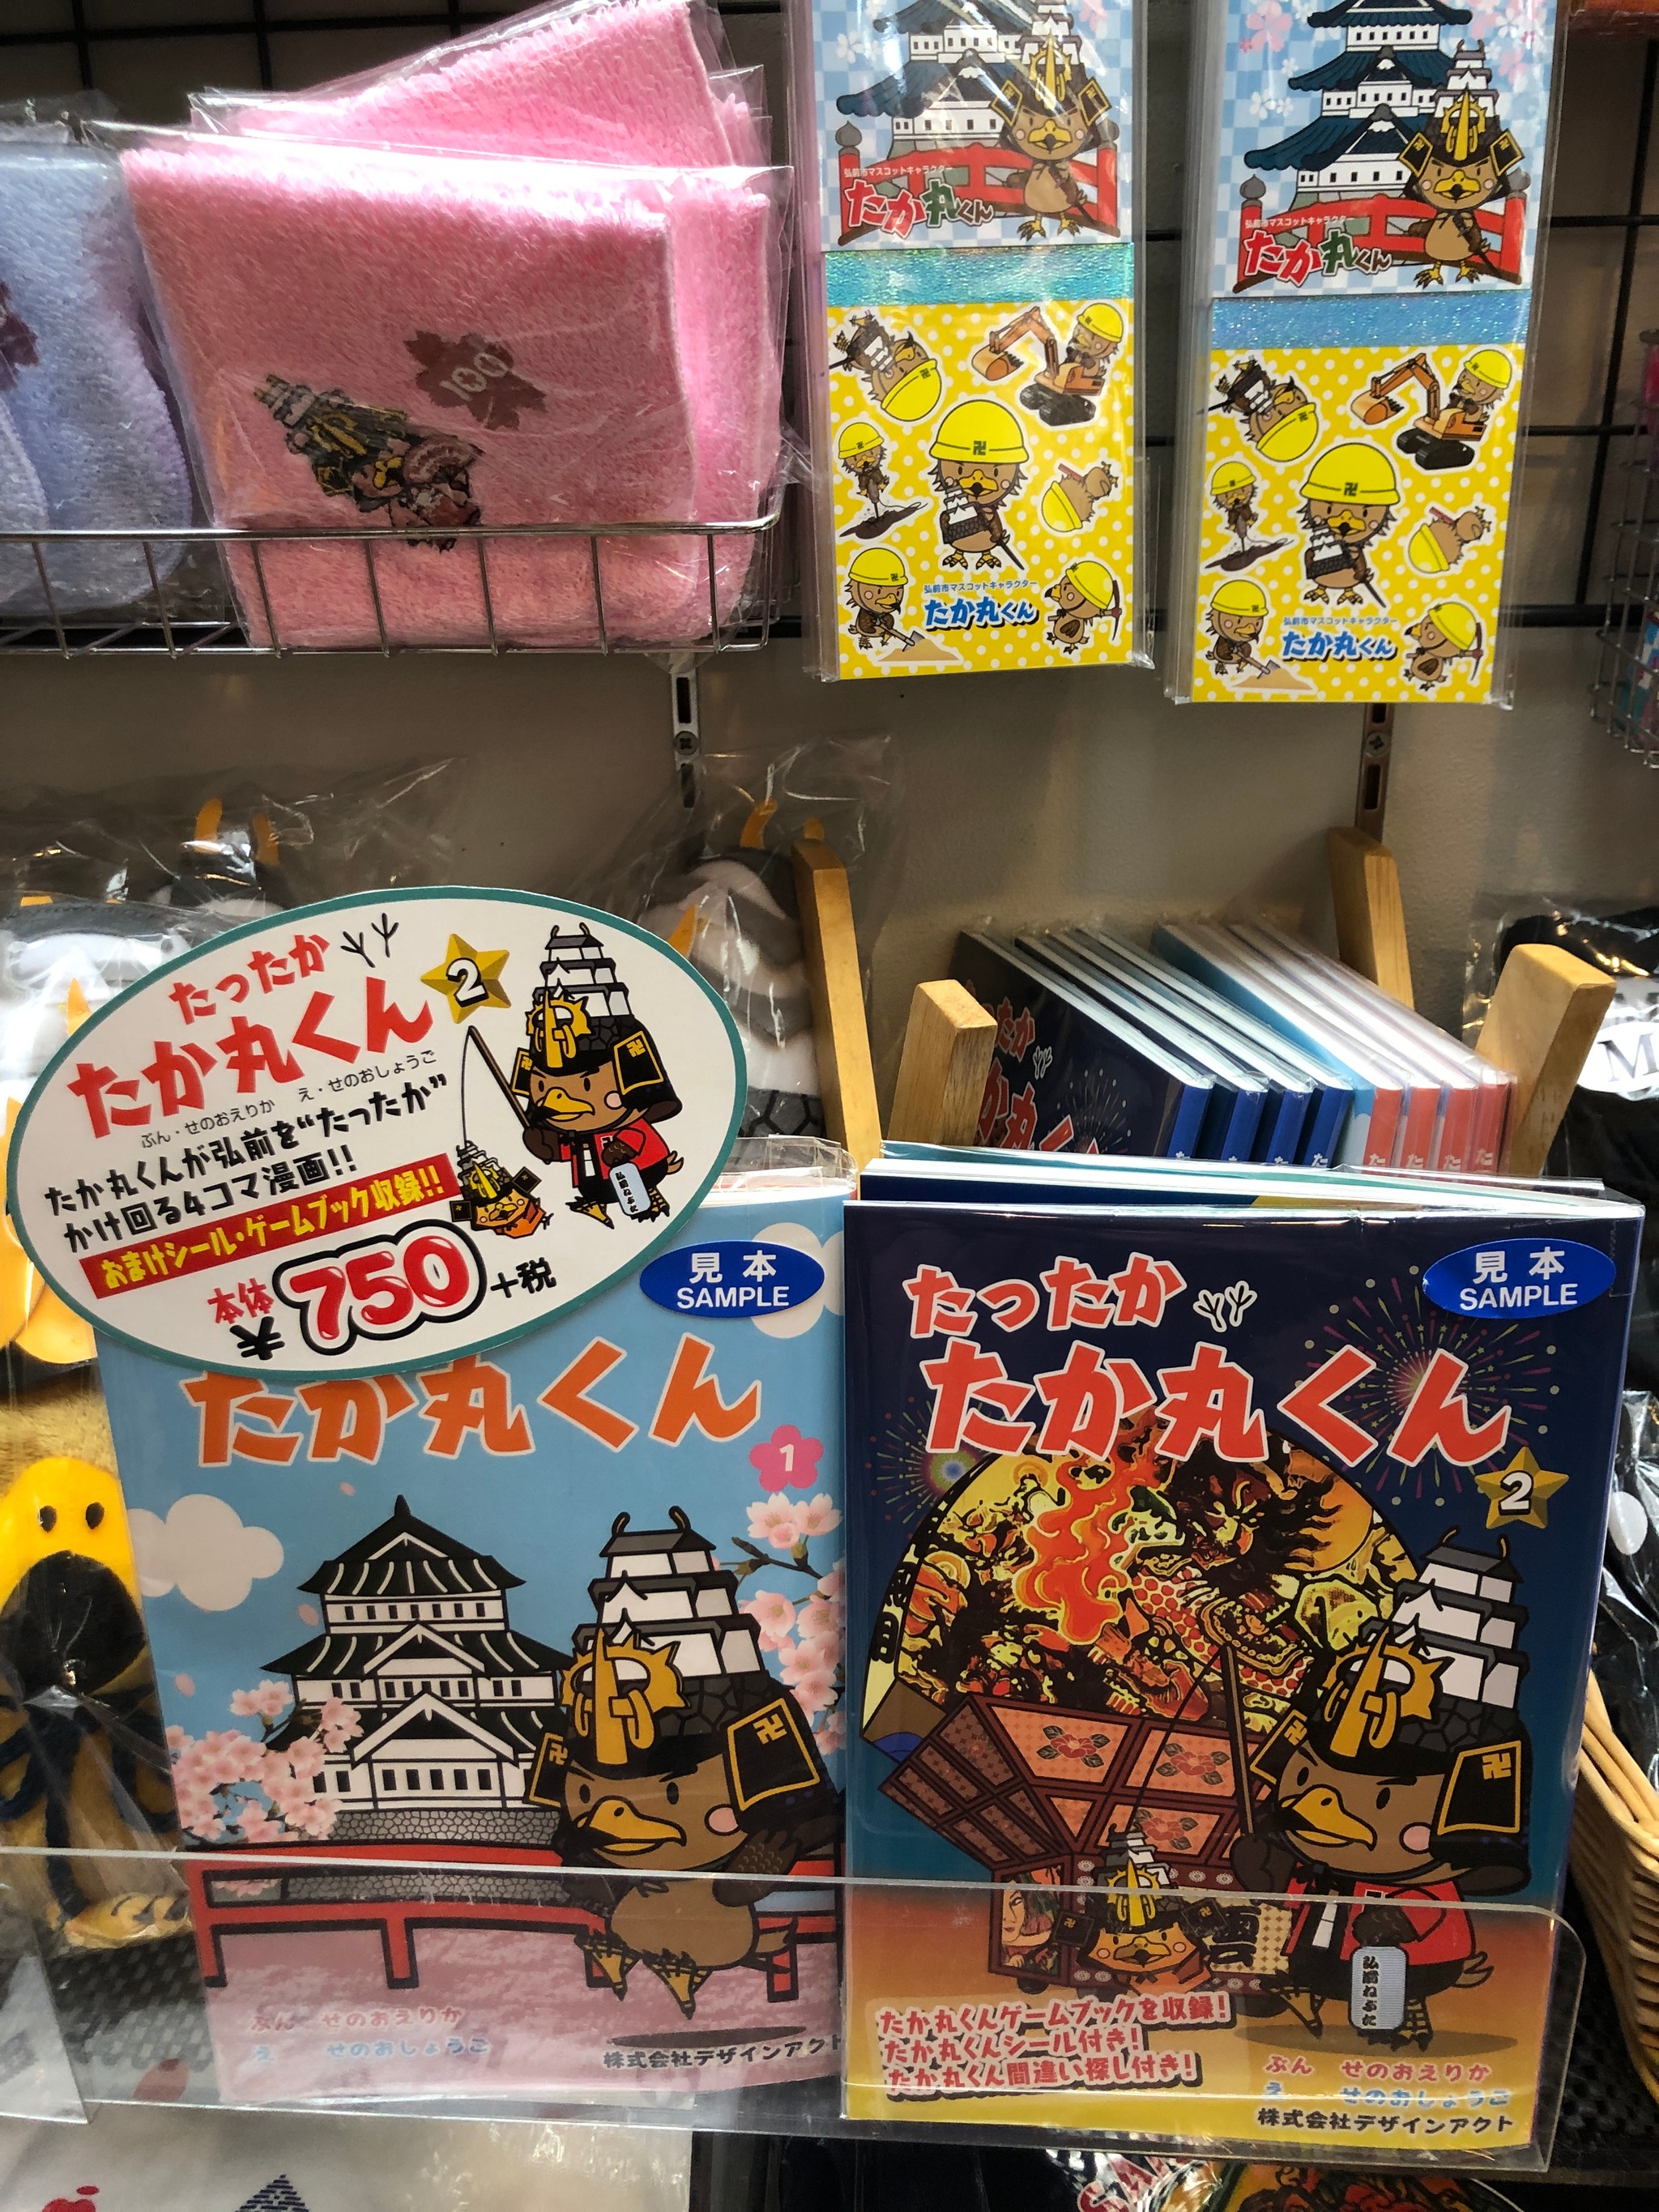 100
弘前市マスコットキャラクター
たか丸くん
弘前市マスコットキャラクター
たか丸くん
卍
弘前市マスコットキャラクター
たか丸くん
卍
弘前市マスコットキャラクター
たか丸くん
たったか
たか丸くん 2
ぶん・せのおえりか え・せのおしょうご
たか丸くんが弘前を“たったか”
かけ回る4コマ漫画!!
おまけシール・ゲームブック収録!!
本体
¥750+税
弘前ねぷた
見本
SAMPLE
たか丸くん
1
卍
卍
ぶん せのおえりか
え せのおしょうご
株式会社デザインアクト
見本
SAMPLE
たったか
たか丸くん
2
卍
卍
弘前ねぷた
たか丸くんゲームブックを収録!
たか丸くんシール付き!
たか丸くん間違い探し付き!
ぶん せのおえりか
え せのおしょうご
株式会社デザインアクト
M